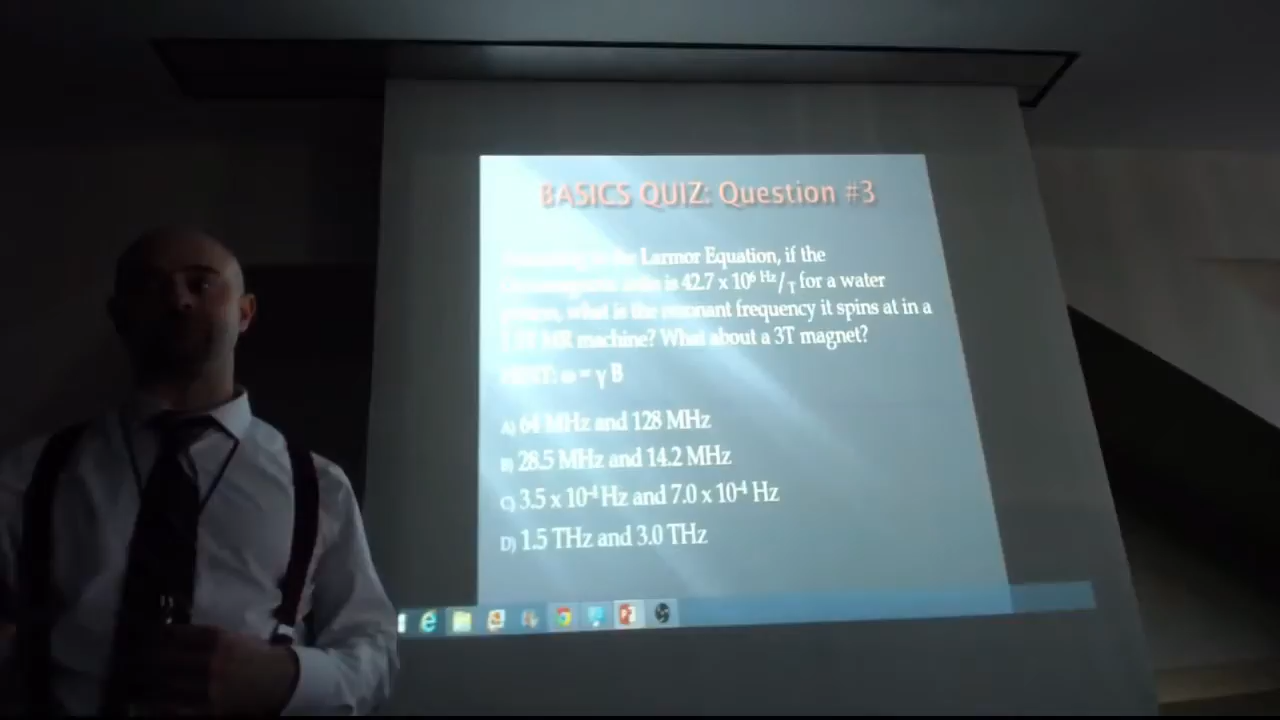 BASICS QUIZ: Question #3
the Larmor Equation, if the
is 42.7 x 10⁶ Hz/T for a water
, what is the resonant frequency it spins at in a
MR machine? What about a 3T magnet?
HINT: ω = γ B
A) 64 MHz and 128 MHz
B) 28.5 MHz and 14.2 MHz
C) 3.5 x 10⁻⁴ Hz and 7.0 x 10⁻⁴ Hz
D) 1.5 THz and 3.0 THz